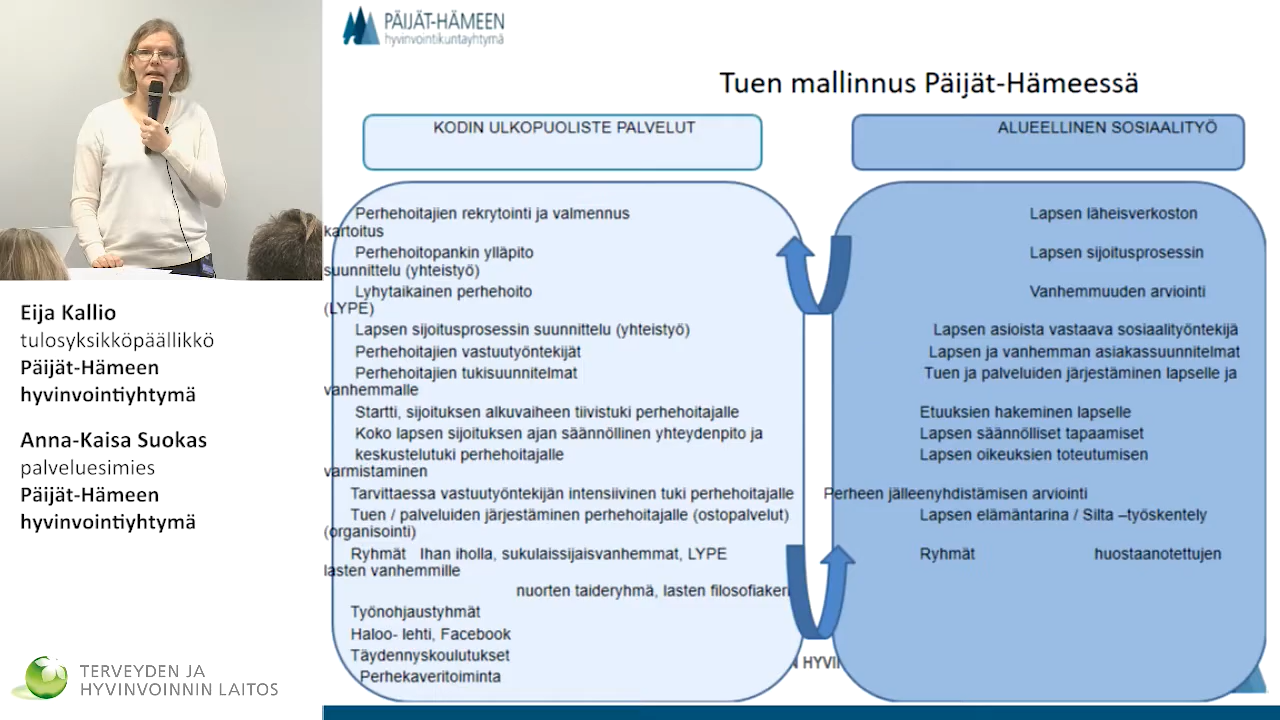 PÄIJÄT-HÄMEEN
hyvinvointikuntayhtymä
Tuen mallinnus Päijät-Hämeessä
KODIN ULKOPUOLISTE PALVELUT
ALUEELLINEN SOSIAALITYÖ
Perhehoitajien rekrytointi ja valmennus Lapsen läheisverkoston
kartoitus
Perhehoitopankin ylläpito Lapsen sijoitusprosessin
suunnittelu (yhteistyö)
Lyhytaikainen perhehoito Vanhemmuuden arviointi
(LYPE)
Lapsen sijoitusprosessin suunnittelu (yhteistyö) Lapsen asioista vastaava sosiaalityöntekijä
Perhehoitajien vastuutyöntekijät Lapsen ja vanhemman asiakassuunnitelmat
Perhehoitajien tukisuunnitelmat Tuen ja palveluiden järjestäminen lapselle ja
vanhemmalle
Startti, sijoituksen alkuvaiheen tiivistuki perhehoitajalle Etuuksien hakeminen lapselle
Koko lapsen sijoituksen ajan säännöllinen yhteydenpito ja Lapsen säännölliset tapaamiset
keskustelutuki perhehoitajalle Lapsen oikeuksien toteutumisen
varmistaminen
Tarvittaessa vastuutyöntekijän intensiivinen tuki perhehoitajalle Perheen jälleenyhdistämisen arviointi
Tuen / palveluiden järjestäminen perhehoitajalle (ostopalvelut) Lapsen elämäntarina / Silta –työskentely
(organisointi)
Ryhmät Ihan iholla, sukulaissijaisvanhemmat, LYPE Ryhmät huostaanotettujen
lasten vanhemmille
nuorten taideryhmä, lasten filosofiakerh
Työnohjaustyhmät
Haloo- lehti, Facebook
Täydennyskoulutukset
Perhekaveritoiminta
N HYVIN
Eija Kallio
tulosyksikköpäällikkö
Päijät-Hämeen
hyvinvointiyhtymä
Anna-Kaisa Suokas
palveluesimies
Päijät-Hämeen
hyvinvointiyhtymä
TERVEYDEN JA
HYVINVOINNIN LAITOS